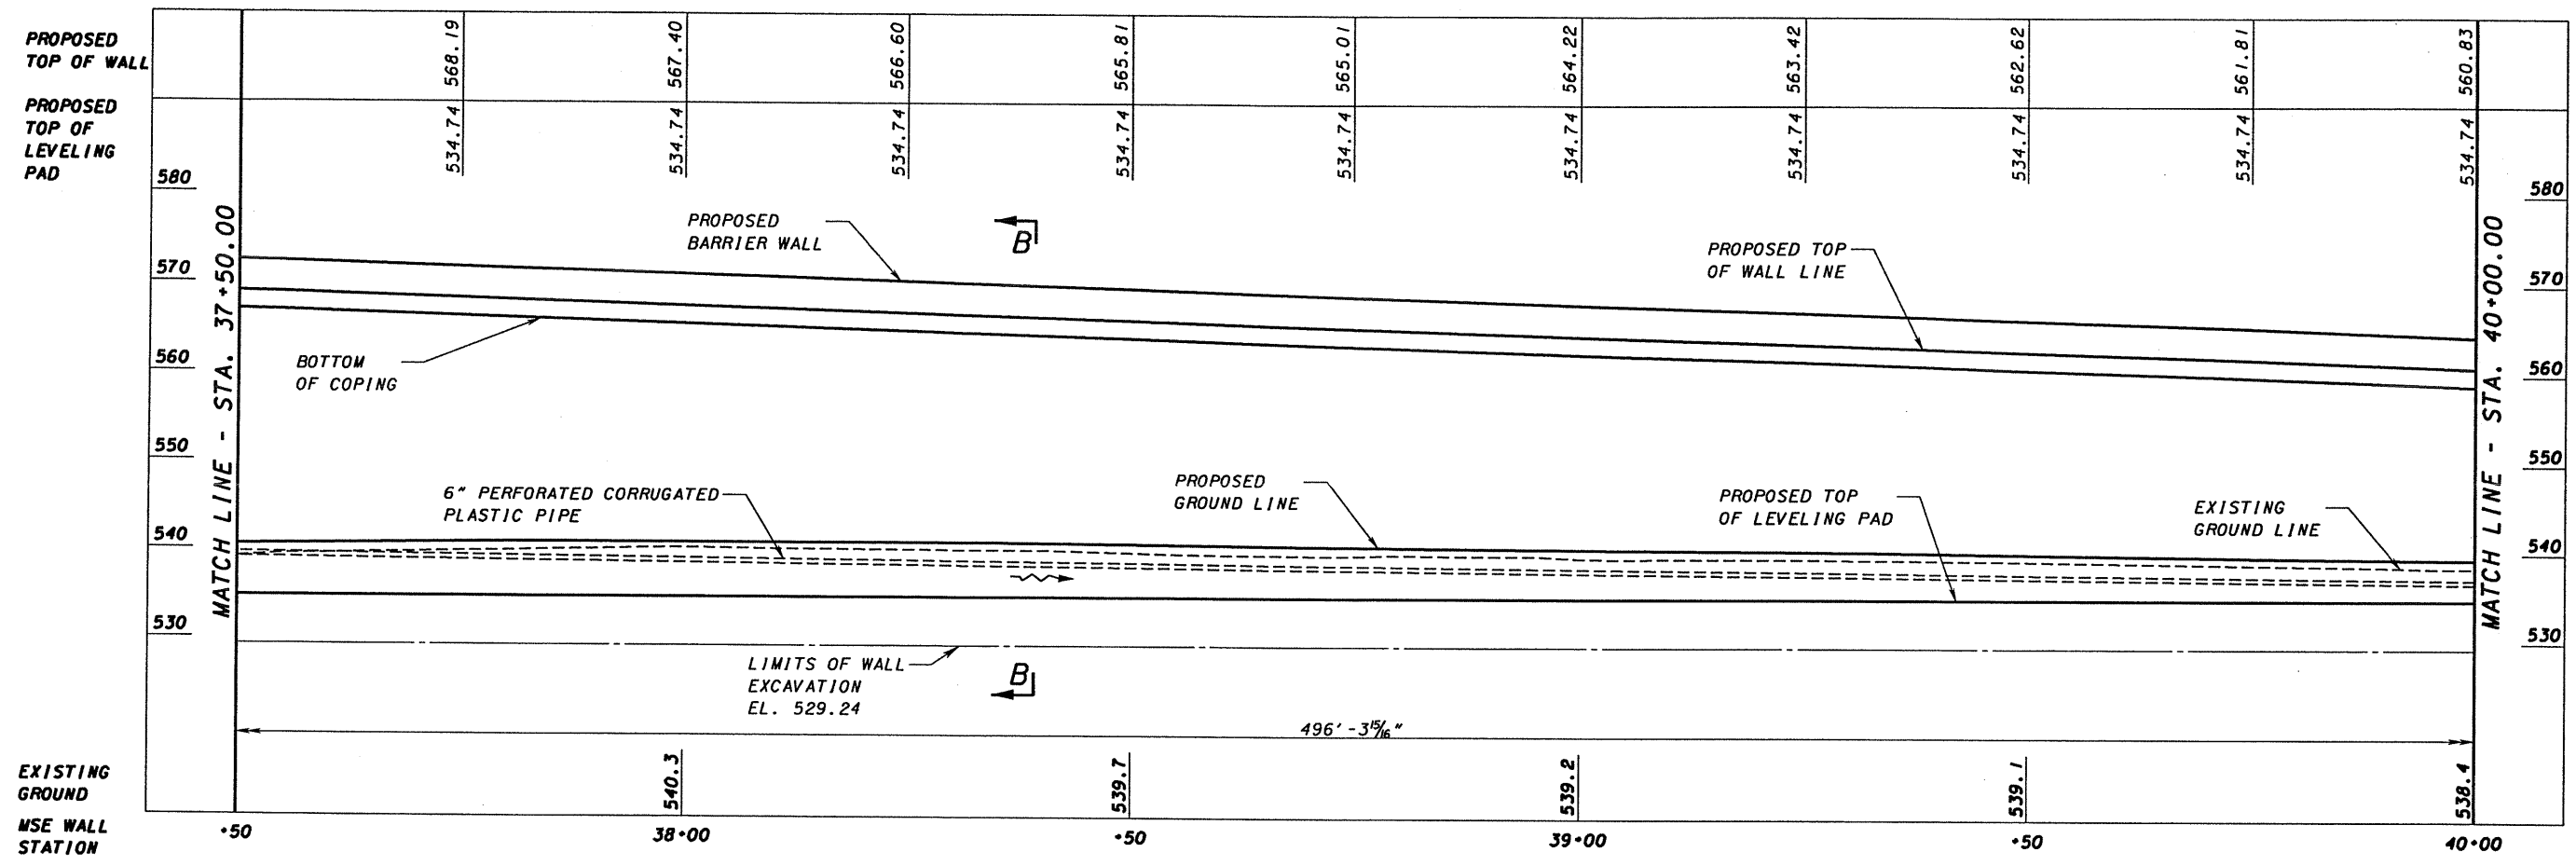 PROPOSED
TOP OF WALL
568.19 567.40 566.60 565.81 565.01 564.22 563.42 562.62 561.81 560.83
PROPOSED
TOP OF
LEVELING
PAD
534.74 534.74 534.74 534.74 534.74 534.74 534.74 534.74 534.74 534.74
580
570
560
550
540
530
MATCH LINE - STA. 37+50.00
PROPOSED
BARRIER WALL
B
PROPOSED TOP
OF WALL LINE
BOTTOM
OF COPING
6" PERFORATED CORRUGATED
PLASTIC PIPE
PROPOSED
GROUND LINE
PROPOSED TOP
OF LEVELING PAD
EXISTING
GROUND LINE
LIMITS OF WALL
EXCAVATION
EL. 529.24
B
496'-3 15/16"
MATCH LINE - STA. 40+00.00
580
570
560
550
540
530
EXISTING
GROUND
540.3 539.7 539.2 539.1 538.4
MSE WALL
STATION
+50 38+00 +50 39+00 +50 40+00